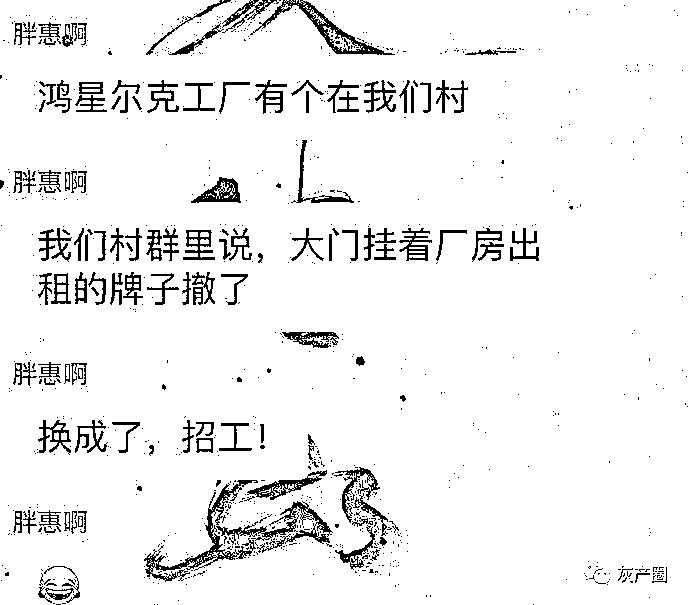 胖惠啊
鸿星尔克工厂有个在我们村
胖惠啊
我们村群里说，大门挂着厂房出
租的牌子撤了
胖惠啊
换成了，招工！
胖惠啊
灰产圈